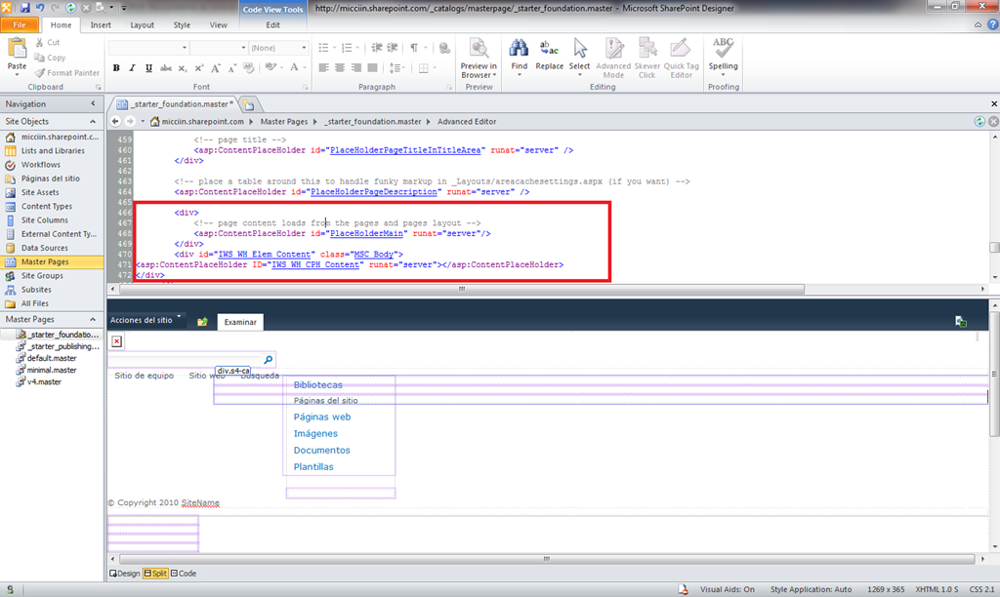 Code View Tools
http://micciin.sharepoint.com/_catalogs/masterpage/_starter_foundation.master - Microsoft SharePoint Designer
File Home Insert Layout Style View Edit
Paste
Cut
Copy
Format Painter
Clipboard
(None)
B I U abc
Font
Paragraph
Preview in Browser
Preview
Find Replace Select Advanced Mode Skewer Click Quick Tag Editor
Editing
ABC
Spelling
Proofing
Navigation
_starter_foundation.master *
Site Objects
micciin.sharepoint.com > Master Pages > _starter_foundation.master > Advanced Editor
micciin.sharepoint.c...
Lists and Libraries
Workflows
Páginas del sitio
Site Assets
Content Types
Site Columns
External Content Ty...
Data Sources
Master Pages
Site Groups
Subsites
All Files
Master Pages
_starter_foundatio...
_starter_publishing...
default.master
minimal.master
v4.master
459 <!-- page title -->
460 <asp:ContentPlaceHolder id="PlaceHolderPageTitleInTitleArea" runat="server" />
461 </div>
462
463 <!-- place a table around this to handle funky markup in _Layouts/areacachesettings.aspx (if you want) -->
464 <asp:ContentPlaceHolder id="PlaceHolderPageDescription" runat="server" />
465
466 <div>
467 <!-- page content loads from the pages and pages layout -->
468 <asp:ContentPlaceHolder id="PlaceHolderMain" runat="server"/>
469 </div>
470 <div id="IWS_WH_Elem_Content" class="MSC_Body">
471 <asp:ContentPlaceHolder ID="IWS_WH_CPH_Content" runat="server"></asp:ContentPlaceHolder>
472 </div>
Acciones del sitio
Examinar
Sitio de equipo Sitio web Búsqueda
div.s4-ca
Bibliotecas
Páginas del sitio
Páginas web
Imágenes
Documentos
Plantillas
© Copyright 2010 SiteName
Design Split Code
Visual Aids: On Style Application: Auto 1269 x 365 XHTML 1.0 S CSS 2.1